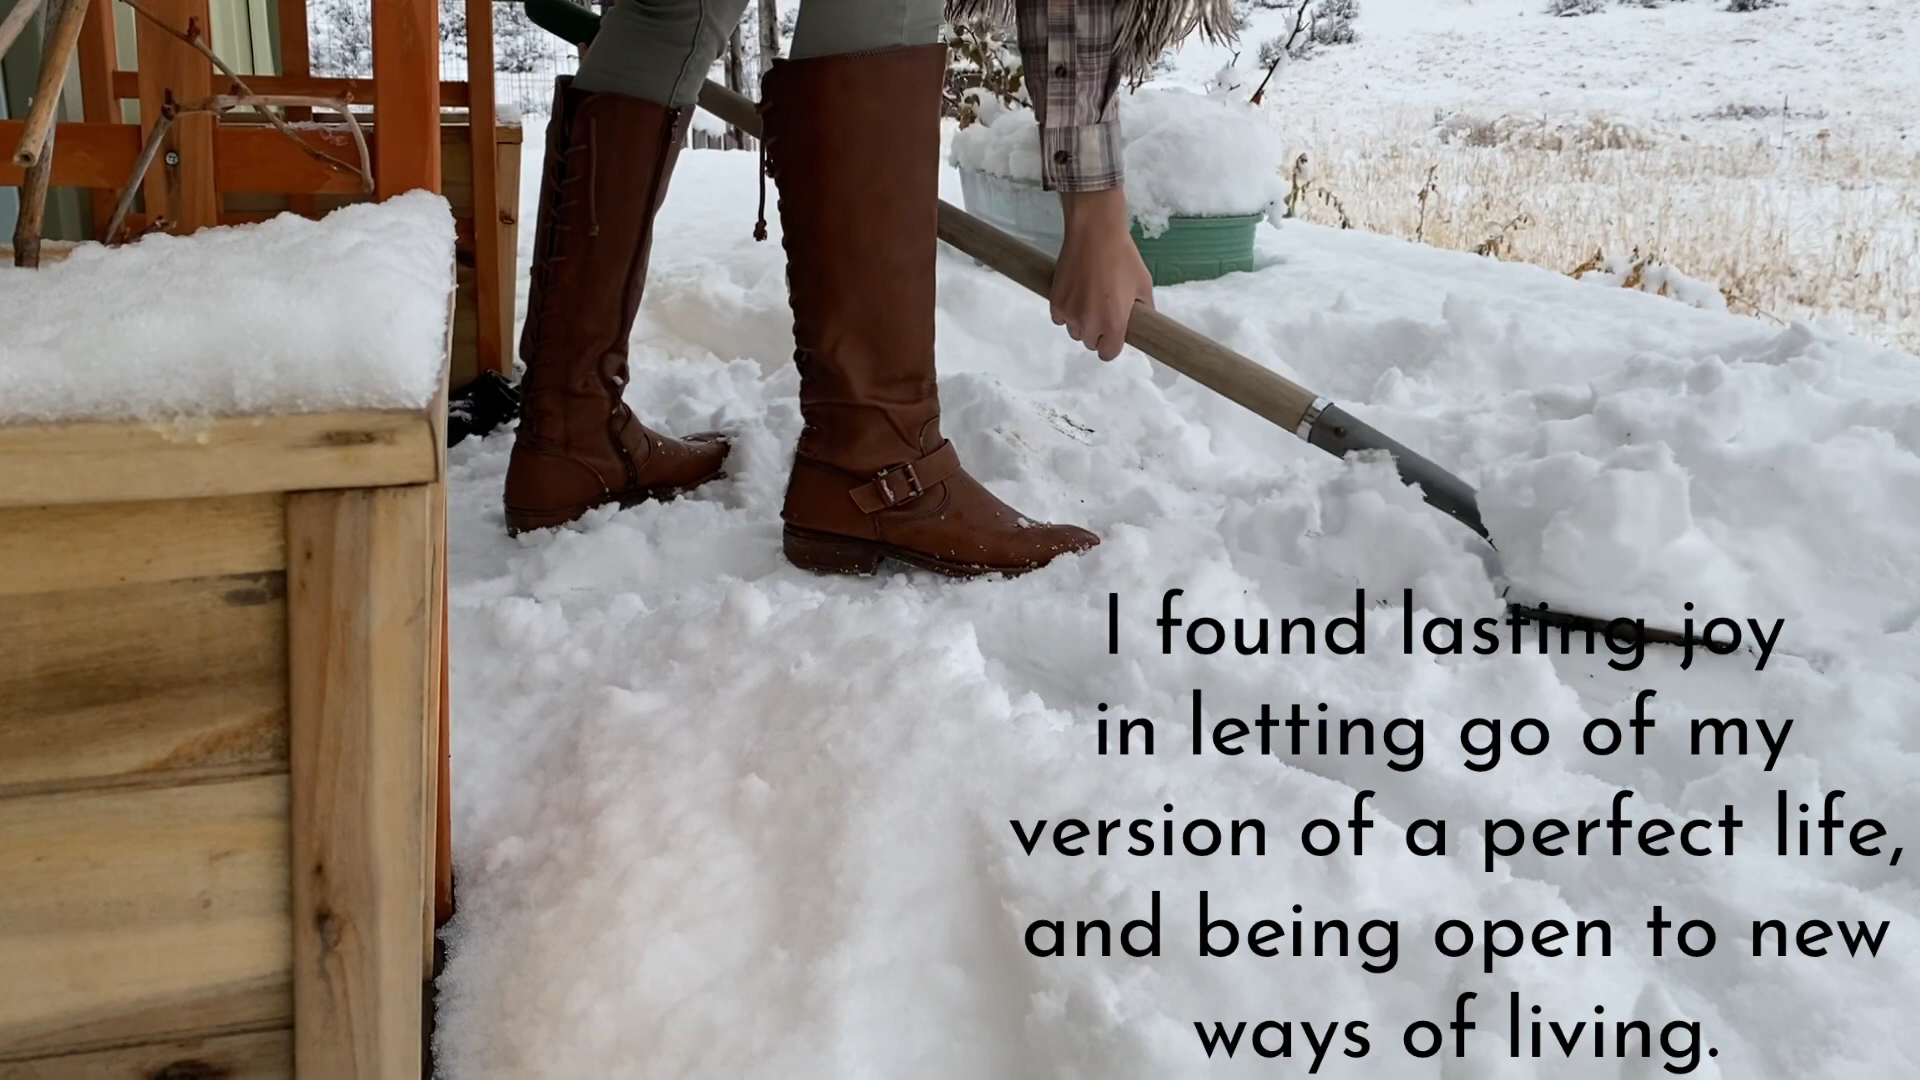 I found lasting joy
in letting go of my
version of a perfect life,
and being open to new
ways of living.